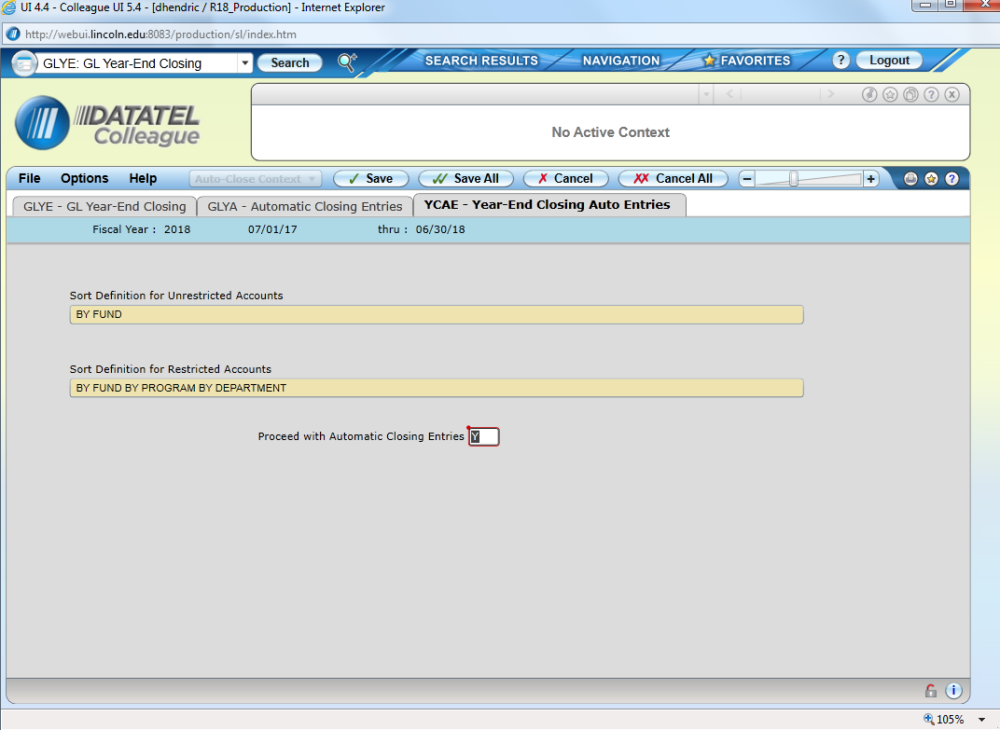 UI 4.4 - Colleague UI 5.4 - [dhendric / R18_Production] - Internet Explorer
http://webui.lincoln.edu:8083/production/sl/index.htm
GLYE: GL Year-End Closing Search SEARCH RESULTS NAVIGATION FAVORITES ? Logout
DATATEL
Colleague
No Active Context
File Options Help Auto-Close Context Save Save All Cancel Cancel All
GLYE - GL Year-End Closing GLYA - Automatic Closing Entries YCAE - Year-End Closing Auto Entries
Fiscal Year : 2018 07/01/17 thru : 06/30/18
Sort Definition for Unrestricted Accounts
BY FUND
Sort Definition for Restricted Accounts
BY FUND BY PROGRAM BY DEPARTMENT
Proceed with Automatic Closing Entries Y
105%